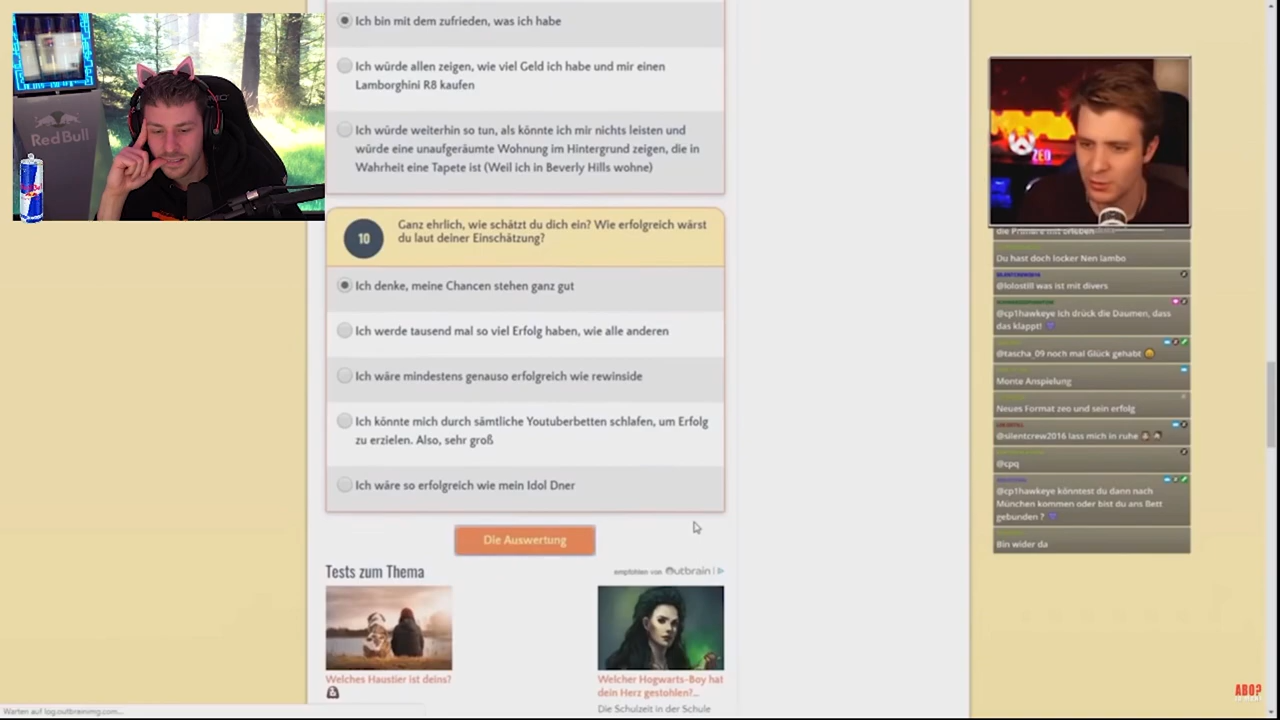 Ich bin mit dem zufrieden, was ich habe
Ich würde allen zeigen, wie viel Geld ich habe und mir einen
Lamborghini R8 kaufen
Ich würde weiterhin so tun, als könnte ich mir nichts leisten und
würde eine unaufgeräumte Wohnung im Hintergrund zeigen, die in
Wahrheit eine Tapete ist (Weil ich in Beverly Hills wohne)
10
Ganz ehrlich, wie schätzt du dich ein? Wie erfolgreich wärst
du laut deiner Einschätzung?
Ich denke, meine Chancen stehen ganz gut
Ich werde tausend mal so viel Erfolg haben, wie alle anderen
Ich wäre mindestens genauso erfolgreich wie rewinside
Ich könnte mich durch sämtliche Youtuberbetten schlafen, um Erfolg
zu erzielen. Also, sehr groß
Ich wäre so erfolgreich wie mein Idol Dner
Die Auswertung
Tests zum Thema
empfohlen von Outbrain
Welches Haustier ist deins?
Welcher Hogwarts-Boy hat
dein Herz gestohlen?...
Die Schulzeit in der Schule
Warten auf log.outbrainimg.com...
Red Bull
ZEO
Du hast doch locker Nen lambo
@lolostill was ist mit divers
@cp1hawkeye ich drück die Daumen, dass
das klappt!
@tascha_09 noch mal Glück gehabt
Monte Anspielung
Neues Format zeo und sein erfolg
@silentcrew2016 lass mich in ruhe
@cpq
@cp1hawkeye könntest du dann nach
München kommen oder bist du ans Bett
gebunden ?
Bin wider da
ABO?